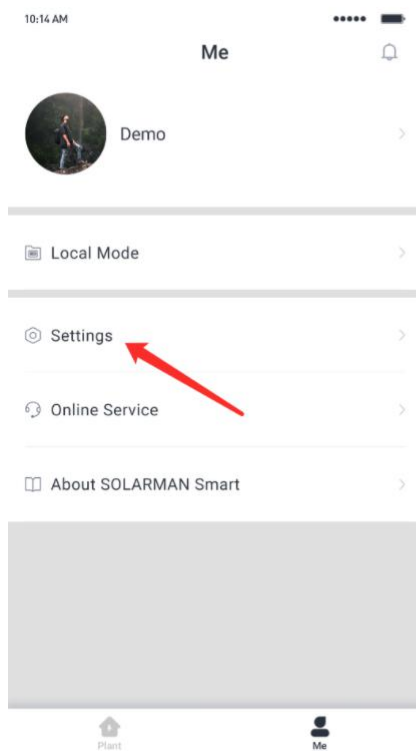 10:14 AM
Me
Demo
Local Mode
Settings
Online Service
About SOLARMAN Smart
Plant
Me